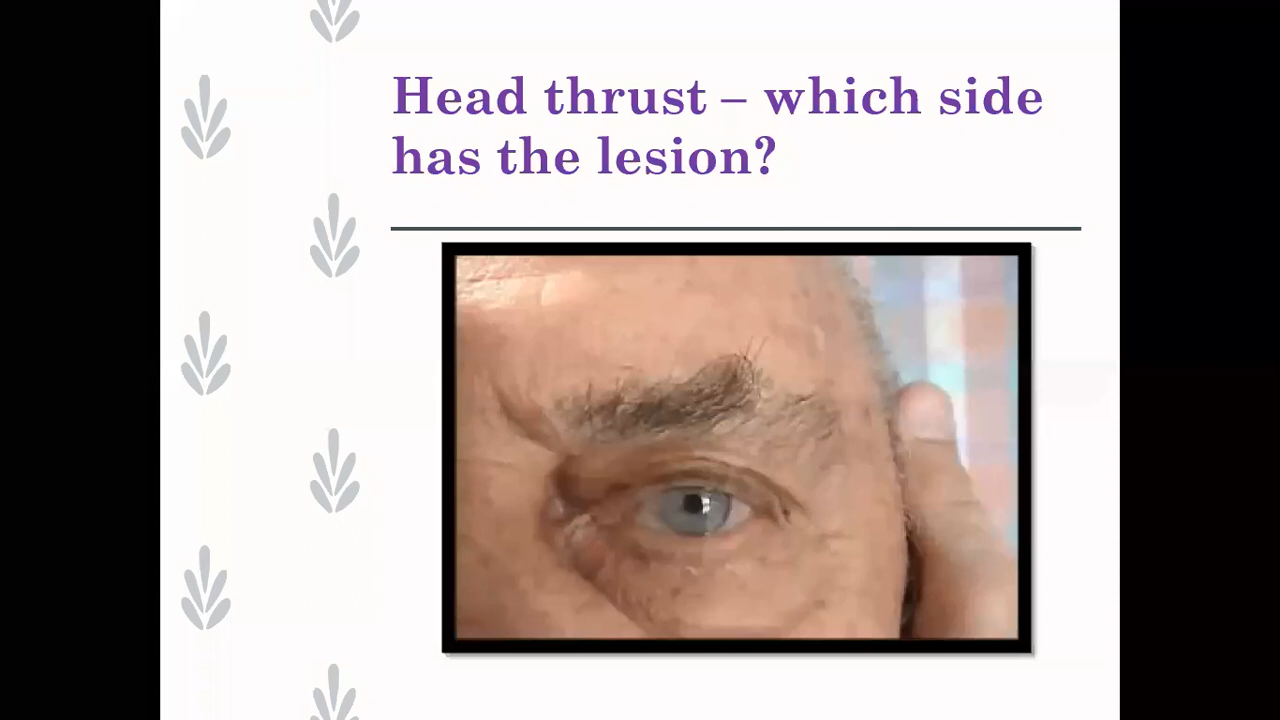 Head thrust – which side
has the lesion?